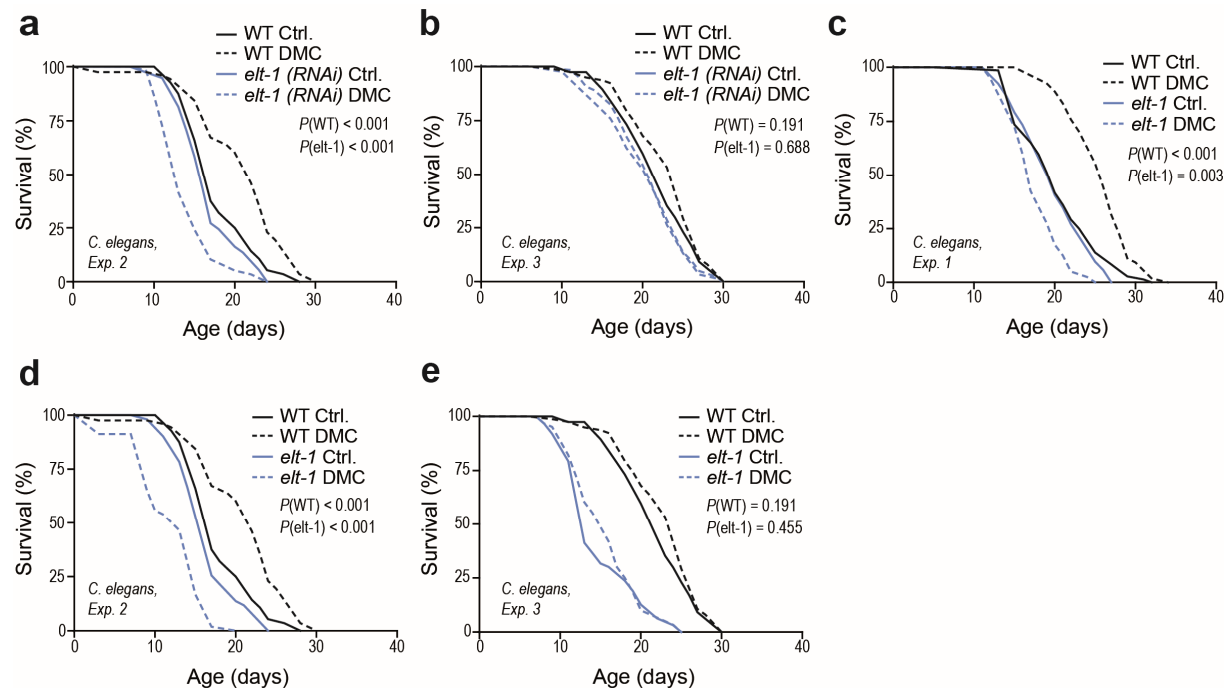 a
WT Ctrl.
WT DMC
elt-1 (RNAi) Ctrl.
elt-1 (RNAi) DMC
P(WT) < 0.001
P(elt-1) < 0.001
Survival (%)
100
75
50
25
0
C. elegans,
Exp. 2
0 10 20 30 40
Age (days)
b
WT Ctrl.
WT DMC
elt-1 (RNAi) Ctrl.
elt-1 (RNAi) DMC
P(WT) = 0.191
P(elt-1) = 0.688
Survival (%)
100
75
50
25
0
C. elegans,
Exp. 3
0 10 20 30 40
Age (days)
c
WT Ctrl.
WT DMC
elt-1 Ctrl.
elt-1 DMC
P(WT) < 0.001
P(elt-1) = 0.003
Survival (%)
100
75
50
25
0
C. elegans,
Exp. 1
0 10 20 30 40
Age (days)
d
WT Ctrl.
WT DMC
elt-1 Ctrl.
elt-1 DMC
P(WT) < 0.001
P(elt-1) < 0.001
Survival (%)
100
75
50
25
0
C. elegans,
Exp. 2
0 10 20 30 40
Age (days)
e
WT Ctrl.
WT DMC
elt-1 Ctrl.
elt-1 DMC
P(WT) = 0.191
P(elt-1) = 0.455
Survival (%)
100
75
50
25
0
C. elegans,
Exp. 3
0 10 20 30 40
Age (days)